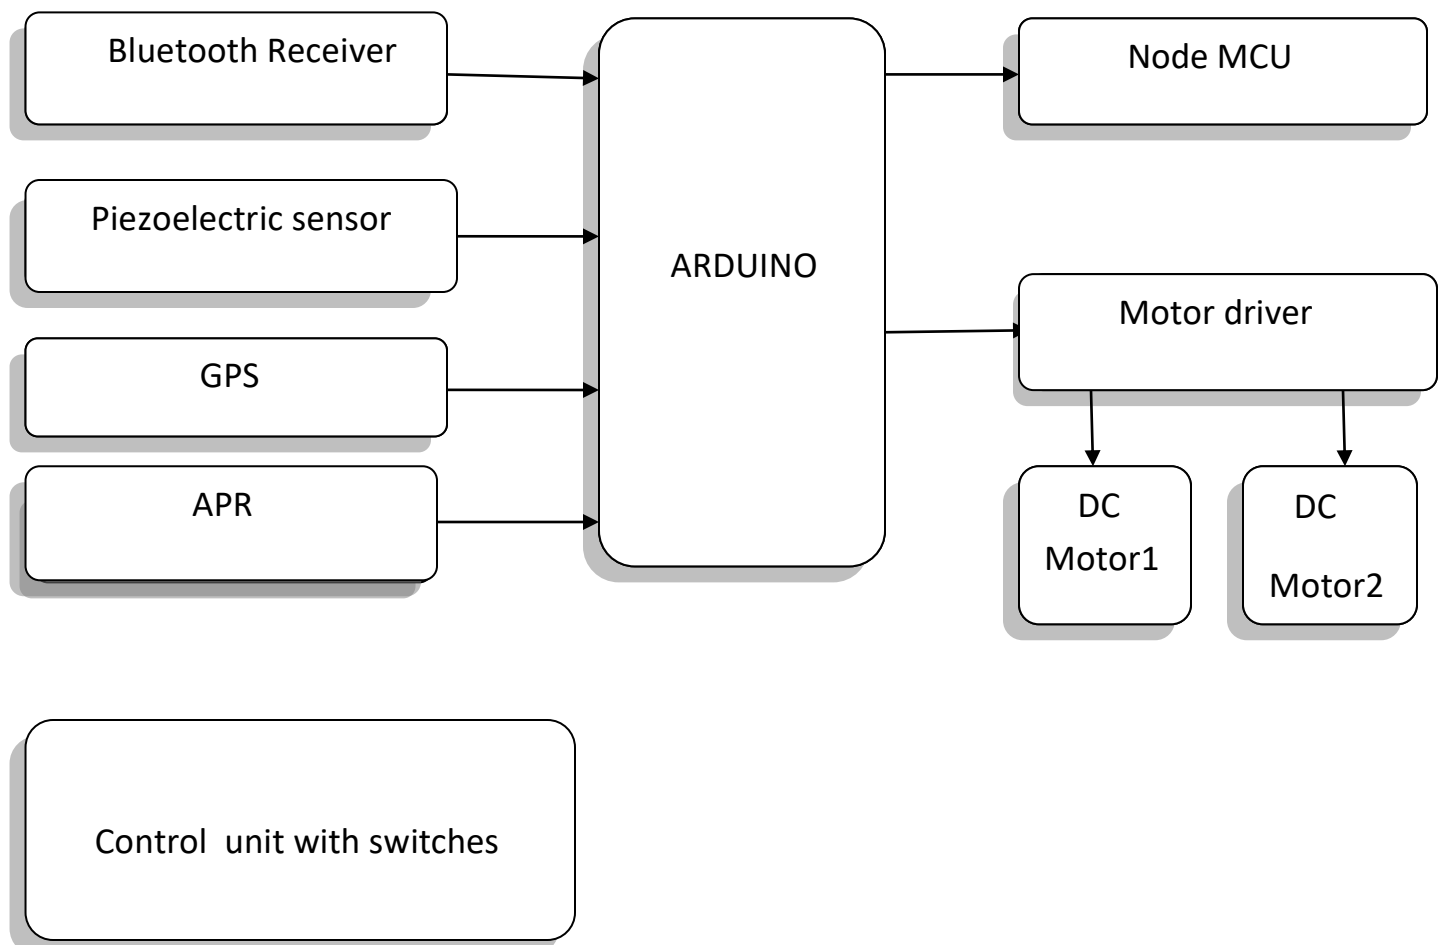 Bluetooth Receiver
Piezoelectric sensor
GPS
APR
ARDUINO
Node MCU
Motor driver
DC
Motor1
DC
Motor2
Control  unit with switches